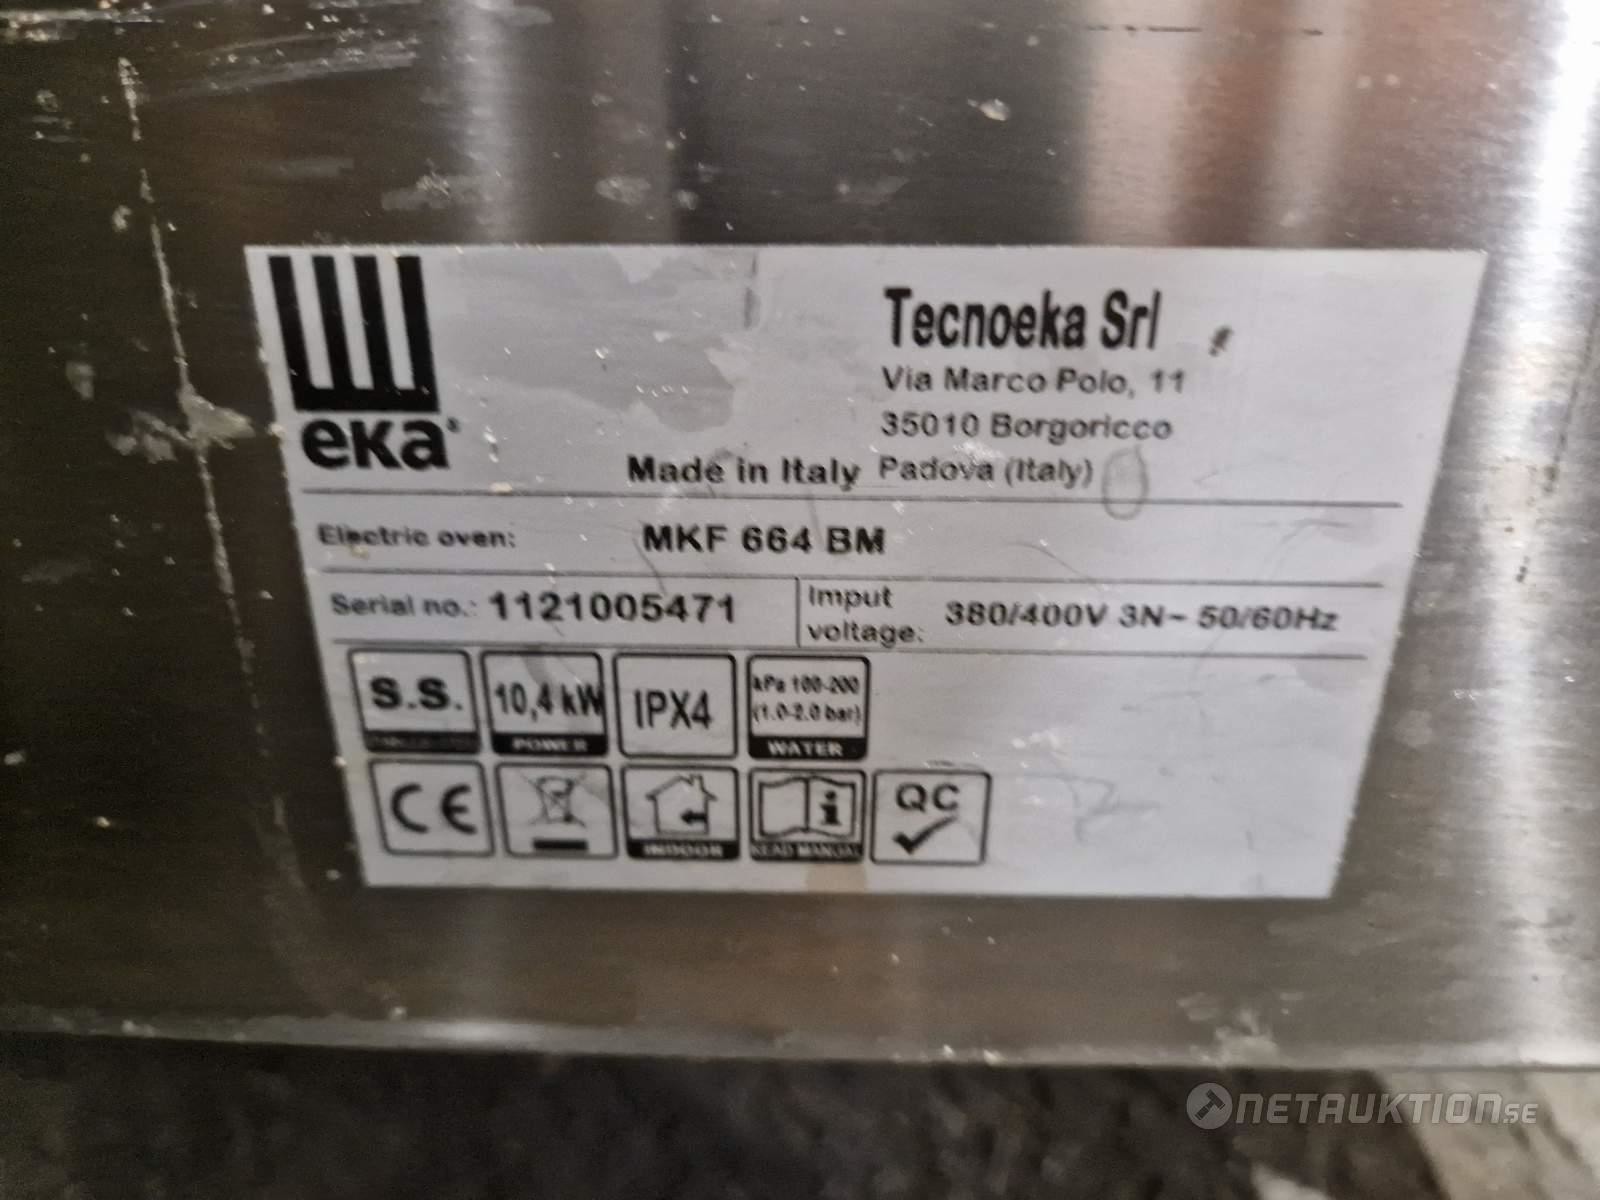 eka
Tecnoeka Srl
Via Marco Polo, 11
35010 Borgoricco
Made in Italy Padova (Italy)
Electric oven: MKF 664 BM
Serial no.: 1121005471
Imput voltage: 380/400V 3N~ 50/60Hz
S.S.
10,4 kW
POWER
IPX4
kPa 100-200
(1.0-2.0 bar)
WATER
CE
INDOOR
READ MANUAL
QC
NETAUKTION.SE